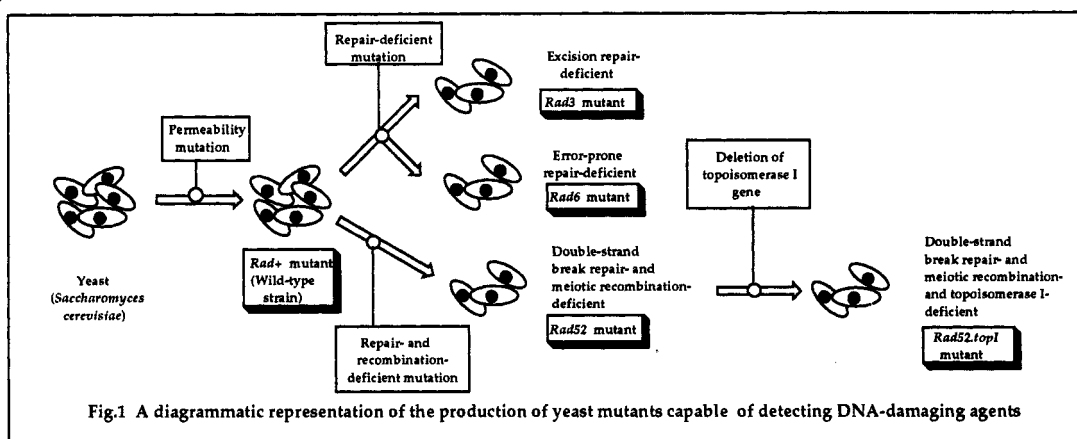 Repair-deficient
mutation
Excision repair-
deficient
Rad3 mutant
Permeability
mutation
Error-prone
repair-deficient
Rad6 mutant
Deletion of
topoisomerase I
gene
Yeast
(Saccharomyces
cerevisiae)
Rad+ mutant
(Wild-type
strain)
Double-strand
break repair- and
meiotic recombination-
deficient
Rad52 mutant
Double-strand
break repair- and
meiotic recombination-
and topoisomerase I-
deficient
Rad52.topI
mutant
Repair- and
recombination-
deficient mutation
Fig.1 A diagrammatic representation of the production of yeast mutants capable of detecting DNA-damaging agents